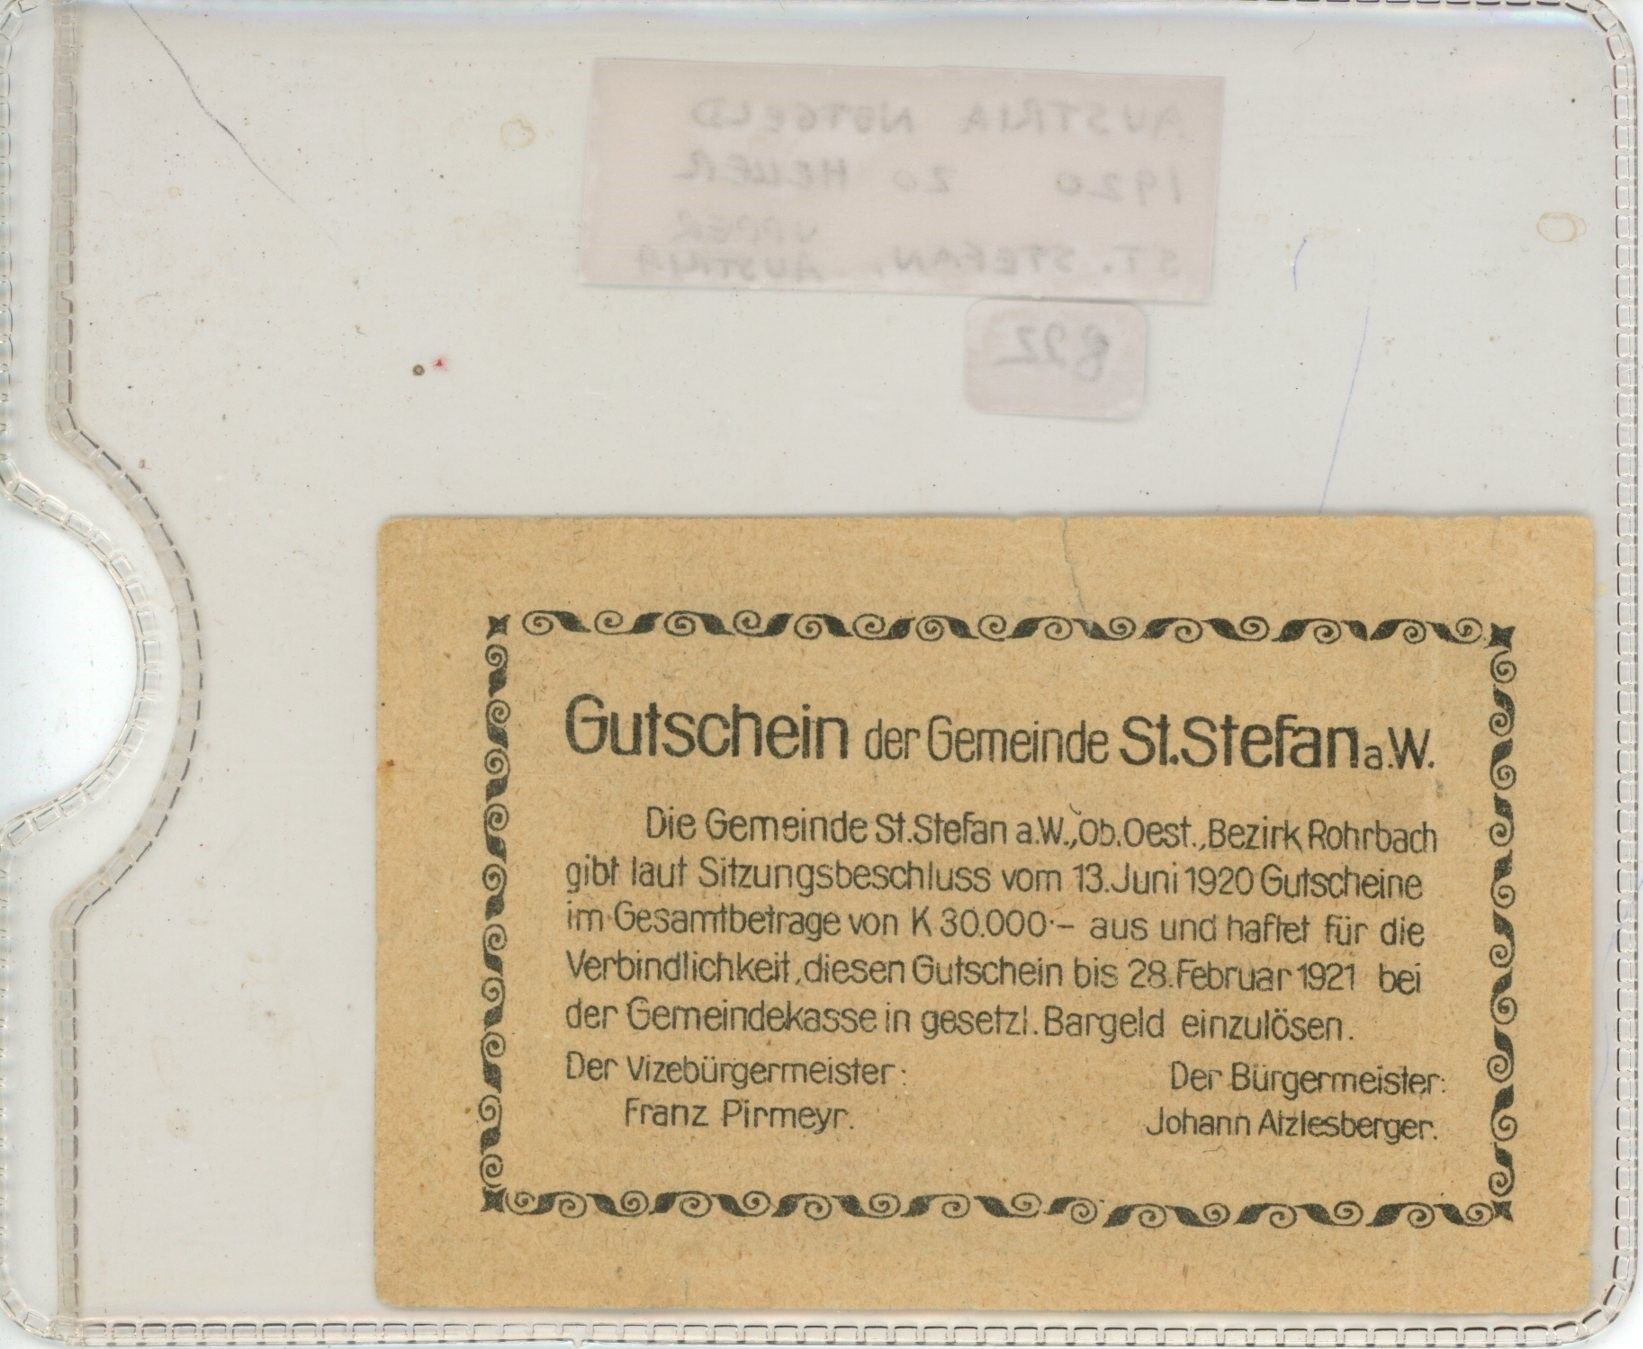 AUSTRIA NOTGELD
1920 20 HELLER
ST. STEFAN, UPPER AUSTRIA
892
Gutschein der Gemeinde St. Stefan a.W.
Die Gemeinde St. Stefan a.W., Ob. Oest., Bezirk Rohrbach
gibt laut Sitzungsbeschluss vom 13. Juni 1920 Gutscheine
im Gesamtbetrage von K 30.000·– aus und haftet für die
Verbindlichkeit, diesen Gutschein bis 28. Februar 1921 bei
der Gemeindekasse in gesetzl. Bargeld einzulösen.
Der Vizebürgermeister: Der Bürgermeister:
Franz Pirmeyr. Johann Atzlesberger.